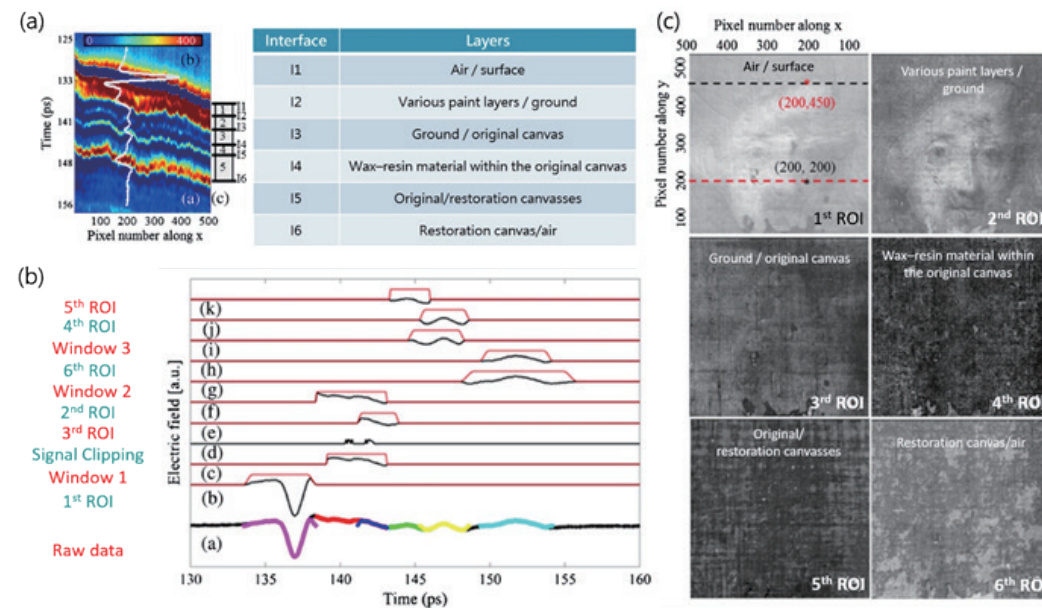 (a)
125
133
141
148
156
Time (ps)
0
400
(b)
(a)
(c)
1
2
3
4
5
I1
I2
I3
I4
I5
I6
100 200 300 400 500
Pixel number along x
Interface Layers
I1 Air / surface
I2 Various paint layers / ground
I3 Ground / original canvas
I4 Wax–resin material within the original canvas
I5 Original/restoration canvasses
I6 Restoration canvas/air
(b)
5th ROI
4th ROI
Window 3
6th ROI
Window 2
2nd ROI
3rd ROI
Signal Clipping
Window 1
1st ROI
Raw data
Electric field [a.u.]
(k)
(j)
(i)
(h)
(g)
(f)
(e)
(d)
(c)
(b)
(a)
130 135 140 145 150 155 160
Time (ps)
(c)
Pixel number along x
500 400 300 200 100
Pixel number along y
500
400
300
200
100
Air / surface
(200,450)
(200, 200)
1st ROI
Various paint layers /
ground
2nd ROI
Ground / original canvas
3rd ROI
Wax–resin material within
the original canvas
4th ROI
Original/
restoration canvasses
5th ROI
Restoration canvas/air
6th RO